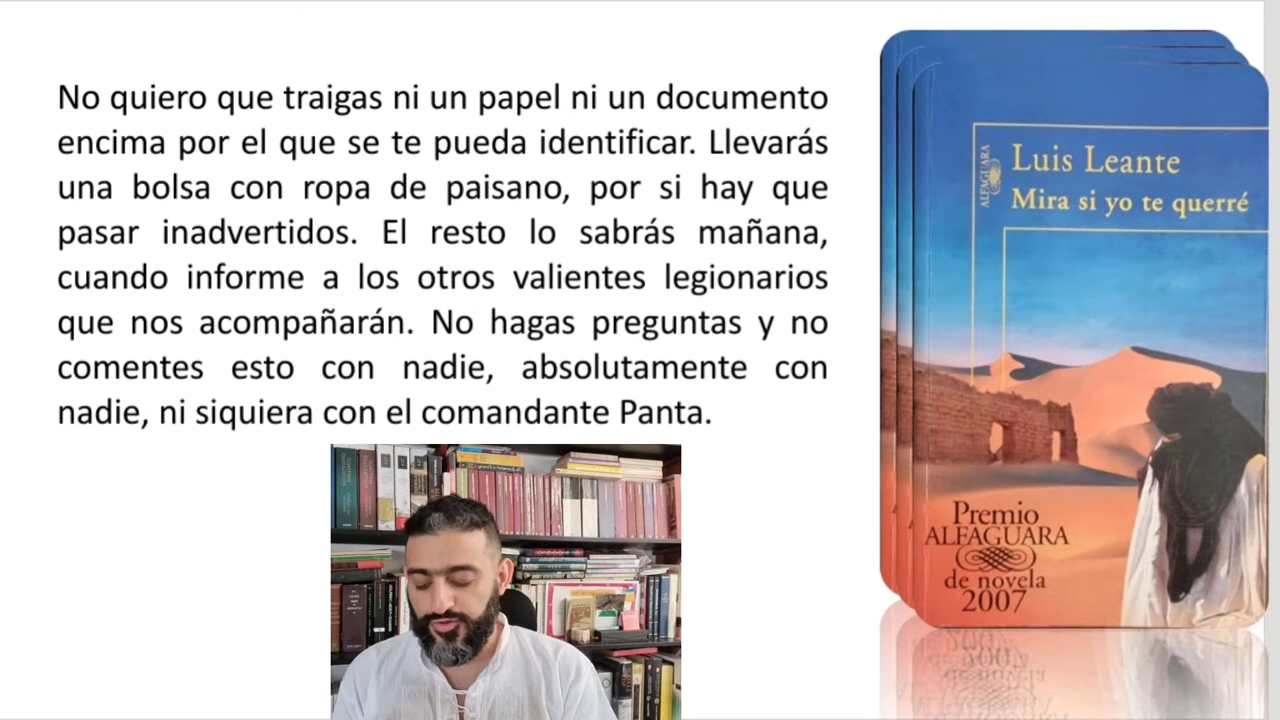 No quiero que traigas ni un papel ni un documento
encima por el que se te pueda identificar. Llevarás
una bolsa con ropa de paisano, por si hay que
pasar inadvertidos. El resto lo sabrás mañana,
cuando informe a los otros valientes legionarios
que nos acompañarán. No hagas preguntas y no
comentes esto con nadie, absolutamente con
nadie, ni siquiera con el comandante Panta.
ALFAGUARA
Luis Leante
Mira si yo te querré
Premio
ALFAGUARA
de novela
2007